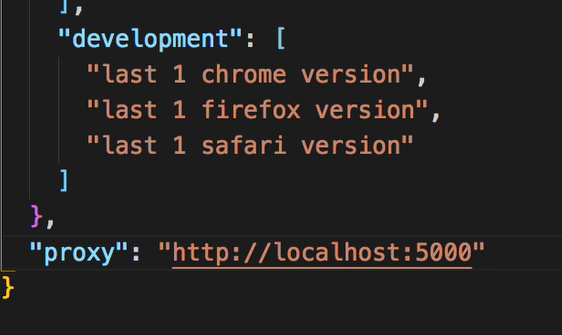 ],
"development": [
"last 1 chrome version",
"last 1 firefox version",
"last 1 safari version"
]
},
"proxy": "http://localhost:5000"
}